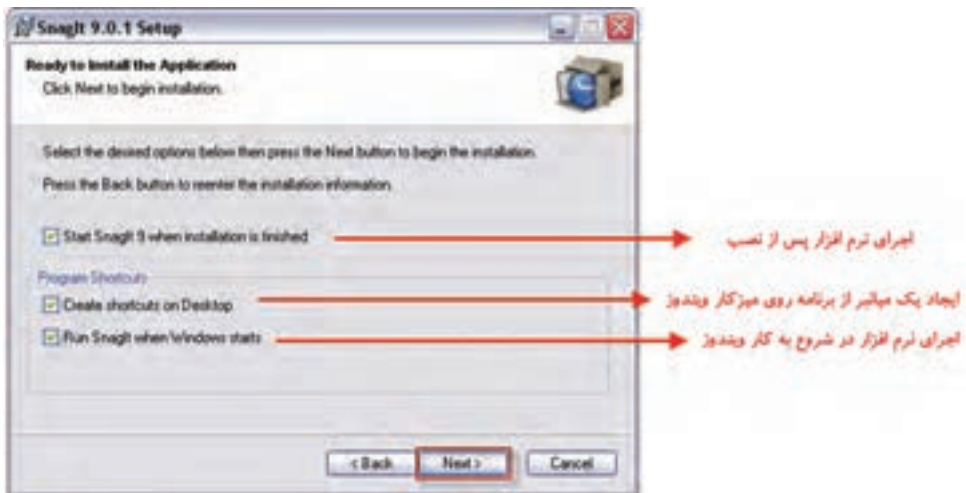 SnagIt 9.0.1 Setup
Ready to Install the Application
Click Next to begin installation.
Select the desired options below then press the Next button to begin the installation.
Press the Back button to reenter the installation information.
Start SnagIt 9 when installation is finished
اجرای نرم افزار پس از نصب
Program Shortcuts
Create shortcuts on Desktop
ایجاد یک میانبر از برنامه روی میزکار ویندوز
Run SnagIt when Windows starts
اجرای نرم افزار در شروع به کار ویندوز
< Back
Next >
Cancel